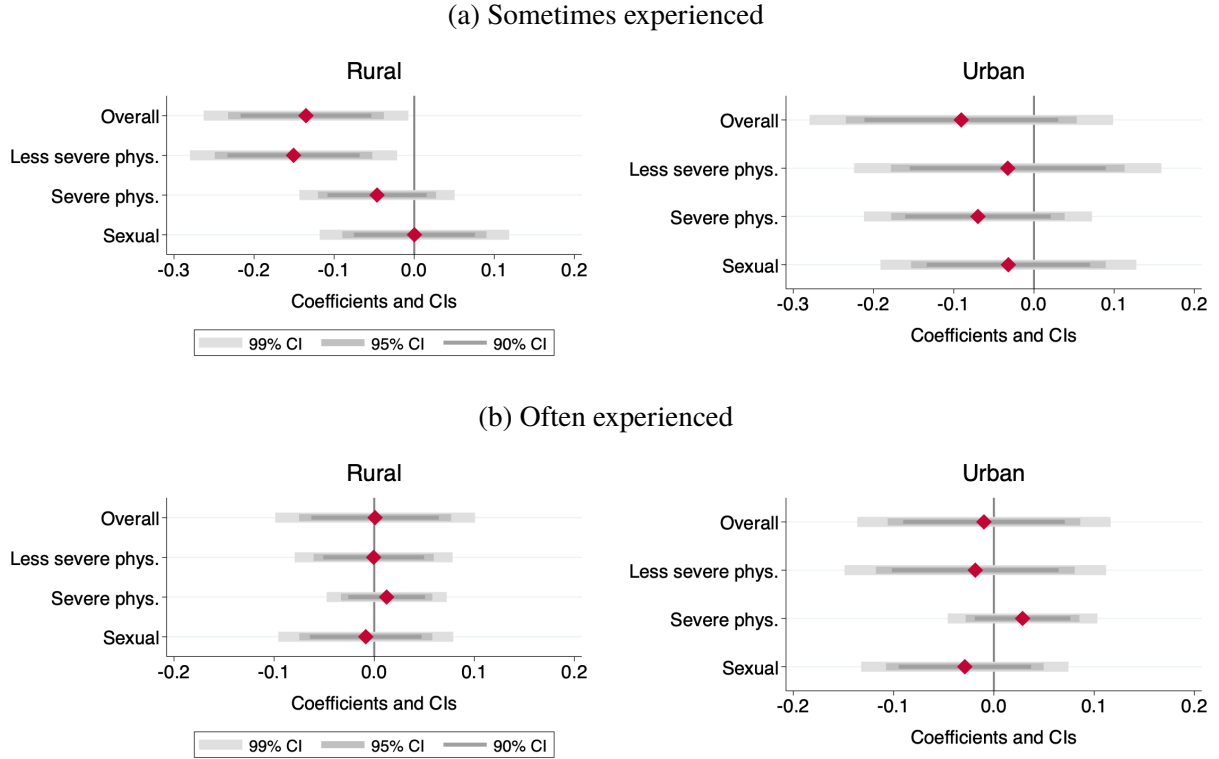 (a) Sometimes experienced
Rural
Overall
Less severe phys.
Severe phys.
Sexual
-0.3 -0.2 -0.1 0.0 0.1 0.2
Coefficients and CIs
99% CI 95% CI 90% CI
Urban
Overall
Less severe phys.
Severe phys.
Sexual
-0.3 -0.2 -0.1 0.0 0.1 0.2
Coefficients and CIs
(b) Often experienced
Rural
Overall
Less severe phys.
Severe phys.
Sexual
-0.2 -0.1 0.0 0.1 0.2
Coefficients and CIs
99% CI 95% CI 90% CI
Urban
Overall
Less severe phys.
Severe phys.
Sexual
-0.2 -0.1 0.0 0.1 0.2
Coefficients and CIs